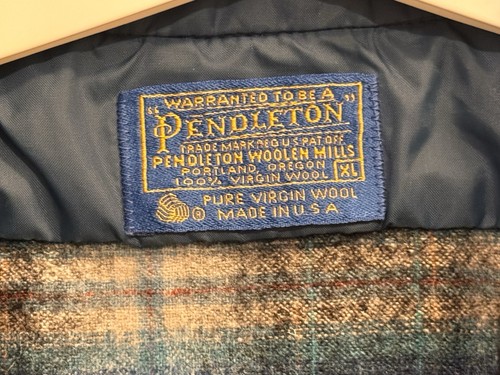 WARRANTED TO BE A
"PENDLETON"
TRADE MARK REG U.S. PAT. OFF.
PENDLETON WOOLEN MILLS
PORTLAND, OREGON
100% VIRGIN WOOL XL
PURE VIRGIN WOOL
MADE IN U.S.A.